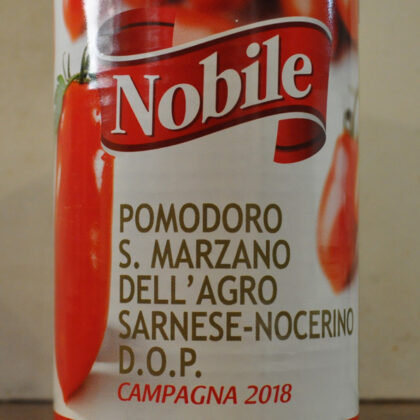 Nobile
POMODORO
S. MARZANO
DELL'AGRO
SARNESE-NOCERINO
D.O.P.
CAMPAGNA 2018